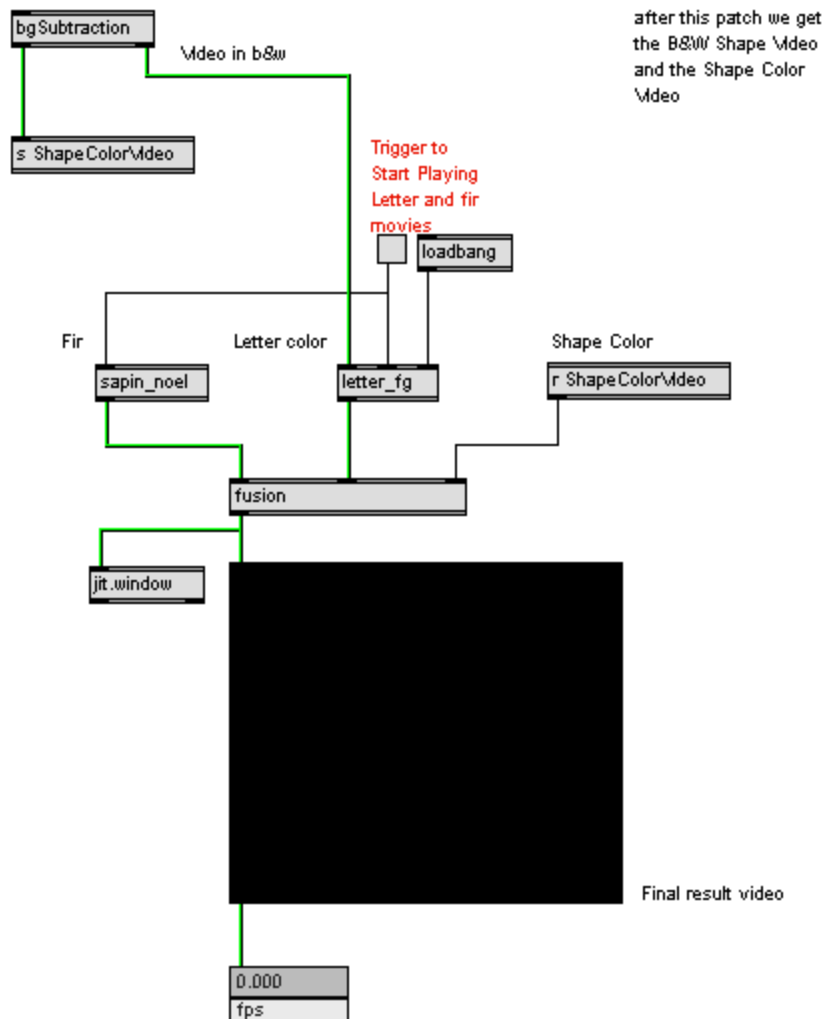 bgSubtraction
Video in b&w
after this patch we get
the B&W Shape Video
and the Shape Color
Video
s ShapeColorVideo
Trigger to
Start Playing
Letter and fir
movies
loadbang
Fir
Letter color
Shape Color
sapin_noel
letter_fg
r ShapeColorVideo
fusion
jit.window
Final result video
0.000
fps